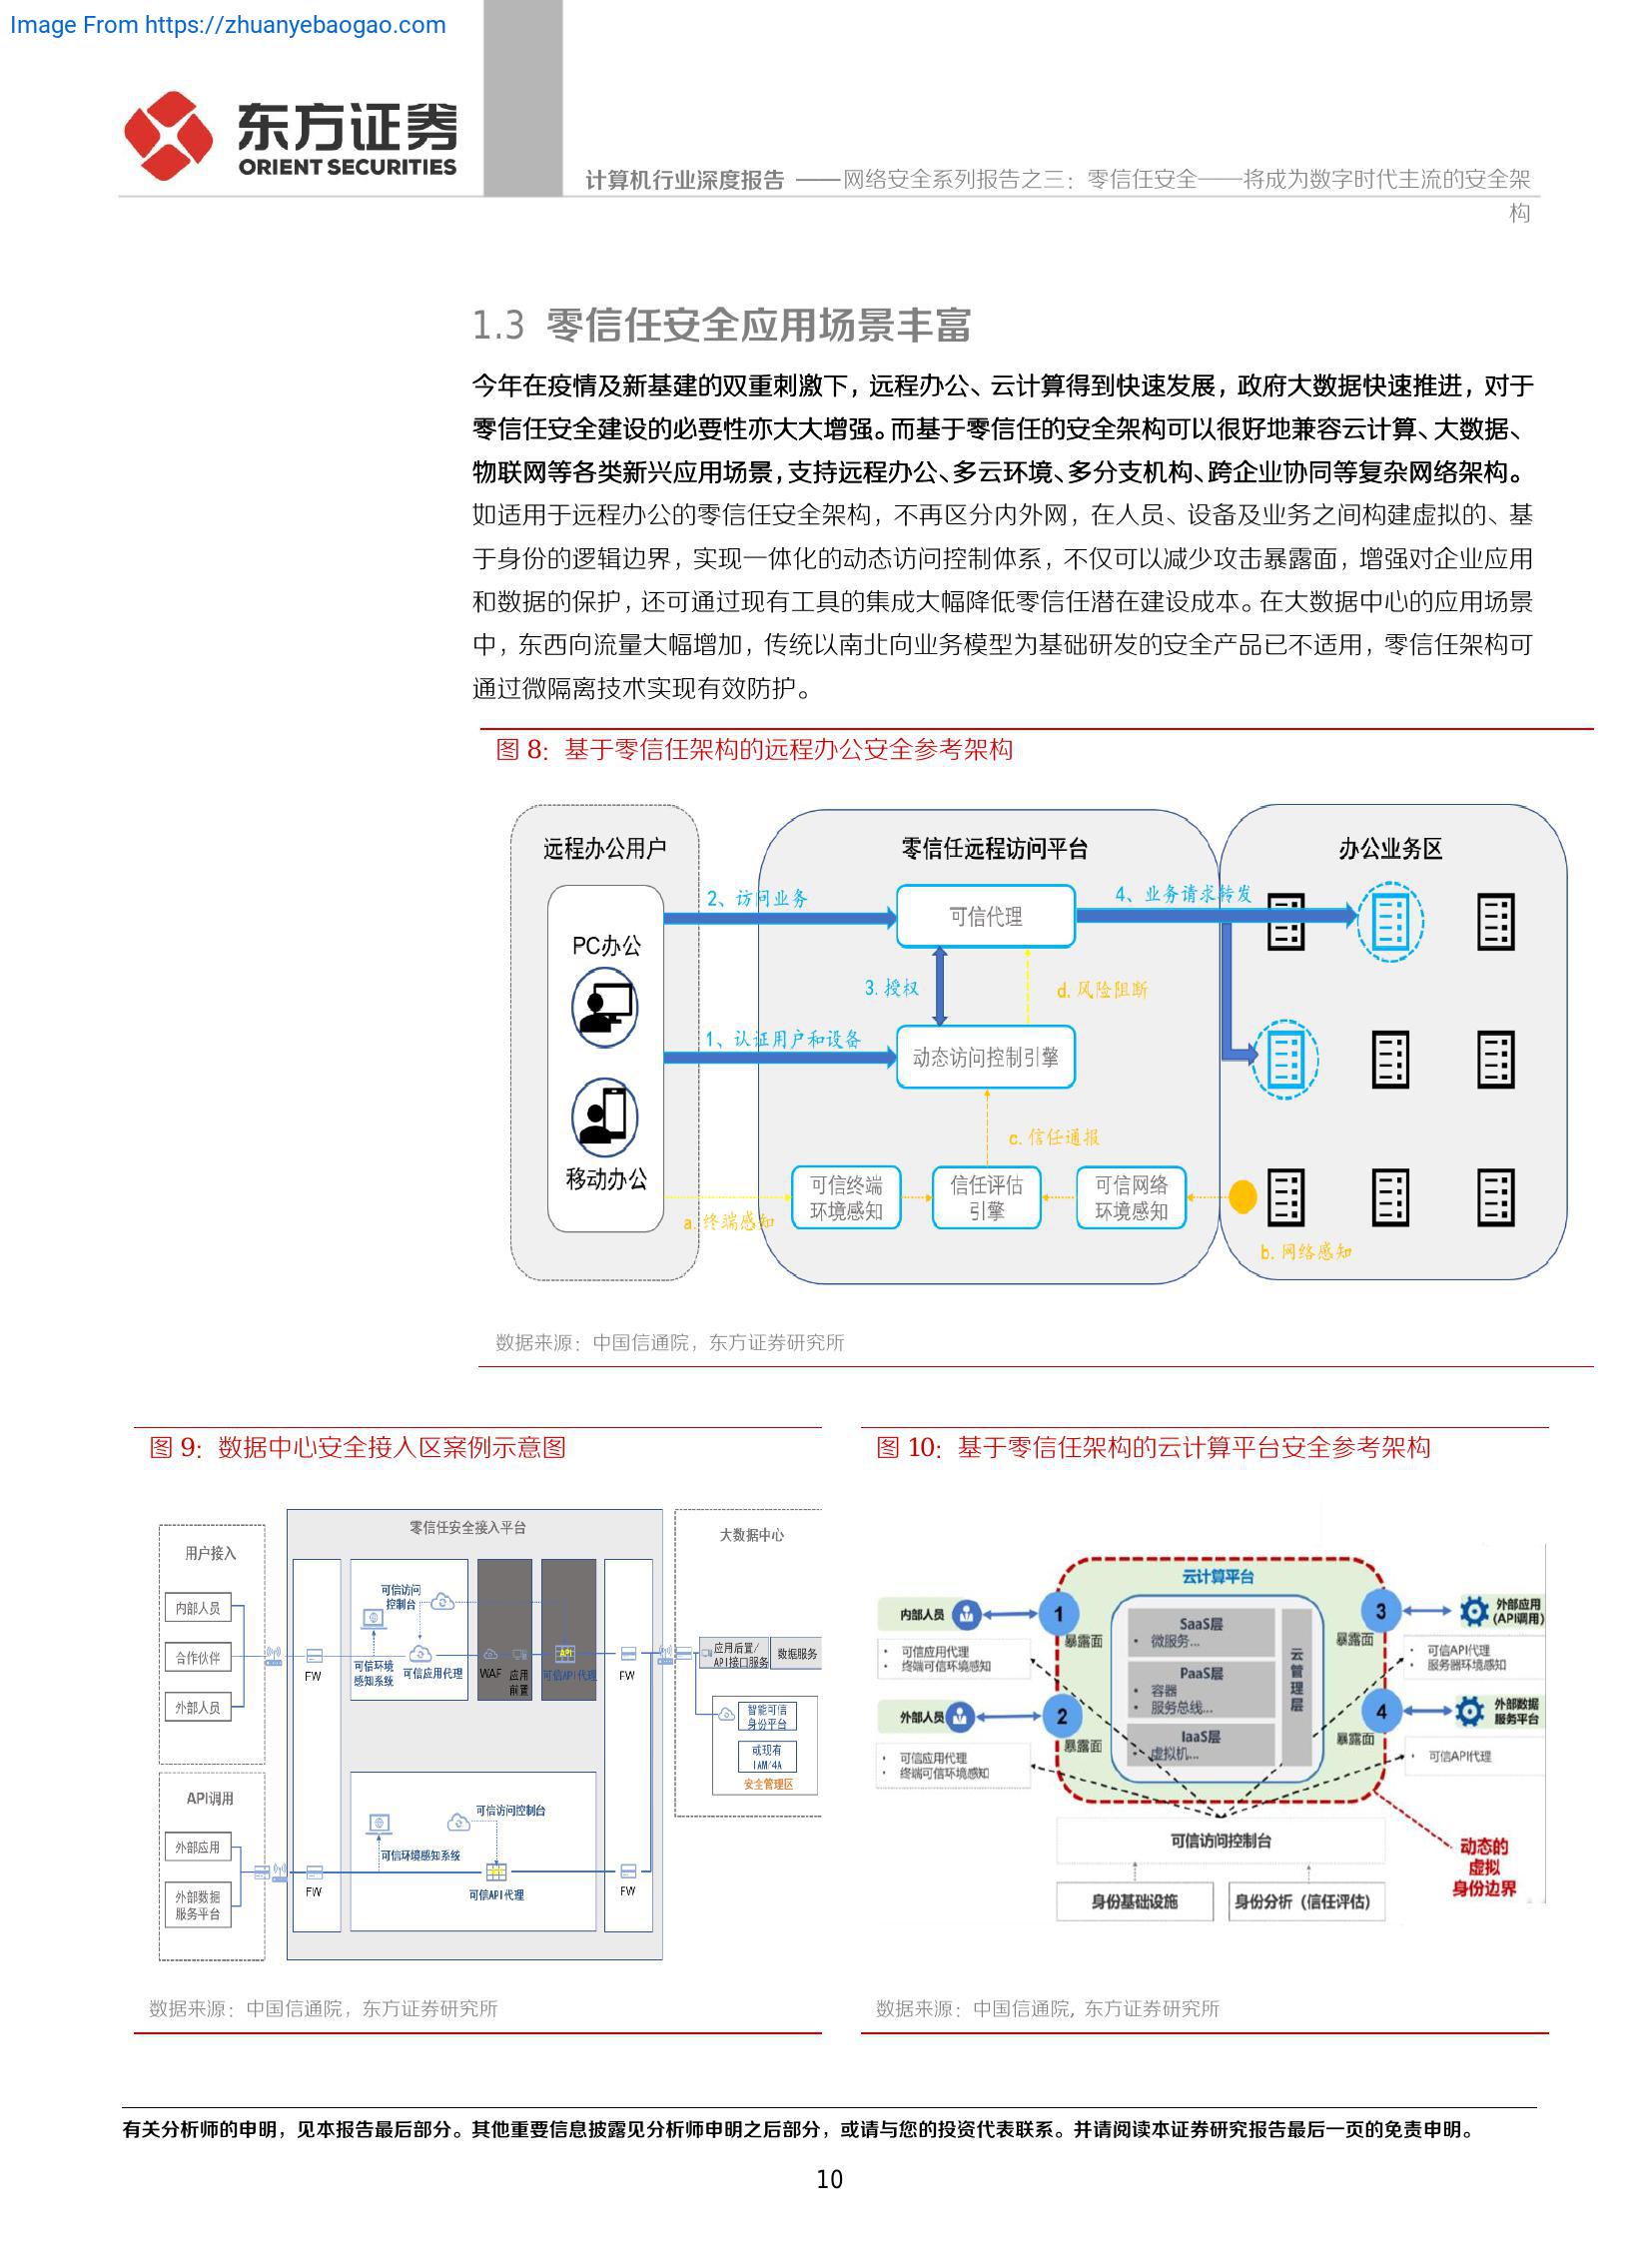 Image From https://zhuanyebaogao.com
东方证券
ORIENT SECURITIES
计算机行业深度报告 ——网络安全系列报告之三：零信任安全——将成为数字时代主流的安全架
构
1.3 零信任安全应用场景丰富
今年在疫情及新基建的双重刺激下，远程办公、云计算得到快速发展，政府大数据快速推进，对于
零信任安全建设的必要性亦大大增强。而基于零信任的安全架构可以很好地兼容云计算、大数据、
物联网等各类新兴应用场景，支持远程办公、多云环境、多分支机构、跨企业协同等复杂网络架构。
如适用于远程办公的零信任安全架构，不再区分内外网，在人员、设备及业务之间构建虚拟的、基
于身份的逻辑边界，实现一体化的动态访问控制体系，不仅可以减少攻击暴露面，增强对企业应用
和数据的保护，还可通过现有工具的集成大幅降低零信任潜在建设成本。在大数据中心的应用场景
中，东西向流量大幅增加，传统以南北向业务模型为基础研发的安全产品已不适用，零信任架构可
通过微隔离技术实现有效防护。
图 8：基于零信任架构的远程办公安全参考架构
远程办公用户
零信任远程访问平台
办公业务区
2、访问业务
可信代理
4、业务请求转发
PC办公
3.授权
d.风险阻断
1、认证用户和设备
动态访问控制引擎
c.信任通报
移动办公
可信终端
环境感知
信任评估
引擎
可信网络
环境感知
a.终端感知
b.网络感知
数据来源：中国信通院，东方证券研究所
图 9：数据中心安全接入区案例示意图
零信任安全接入平台
大数据中心
用户接入
内部人员
合作伙伴
外部人员
FW
可信访问
控制台
可信环境
感知系统
可信应用代理
WAF
应用
前置
API
可信API代理
FW
应用后置/
API接口服务
数据服务
智能可信
身份平台
或现有
IAM/4A
安全管理区
API调用
外部应用
外部数据
服务平台
FW
可信访问控制台
可信环境感知系统
可信API代理
FW
数据来源：中国信通院，东方证券研究所
图 10：基于零信任架构的云计算平台安全参考架构
云计算平台
内部人员
1
暴露面
• 可信应用代理
• 终端可信环境感知
外部人员
2
暴露面
• 可信应用代理
• 终端可信环境感知
SaaS层
• 微服务...
PaaS层
• 容器
• 服务总线...
IaaS层
• 虚拟机...
云管理层
3
暴露面
外部应用
(API调用)
• 可信API代理
• 服务器环境感知
4
暴露面
外部数据
服务平台
• 可信API代理
可信访问控制台
身份基础设施
身份分析（信任评估）
动态的
虚拟
身份边界
数据来源：中国信通院, 东方证券研究所
有关分析师的申明，见本报告最后部分。其他重要信息披露见分析师申明之后部分，或请与您的投资代表联系。并请阅读本证券研究报告最后一页的免责申明。
10